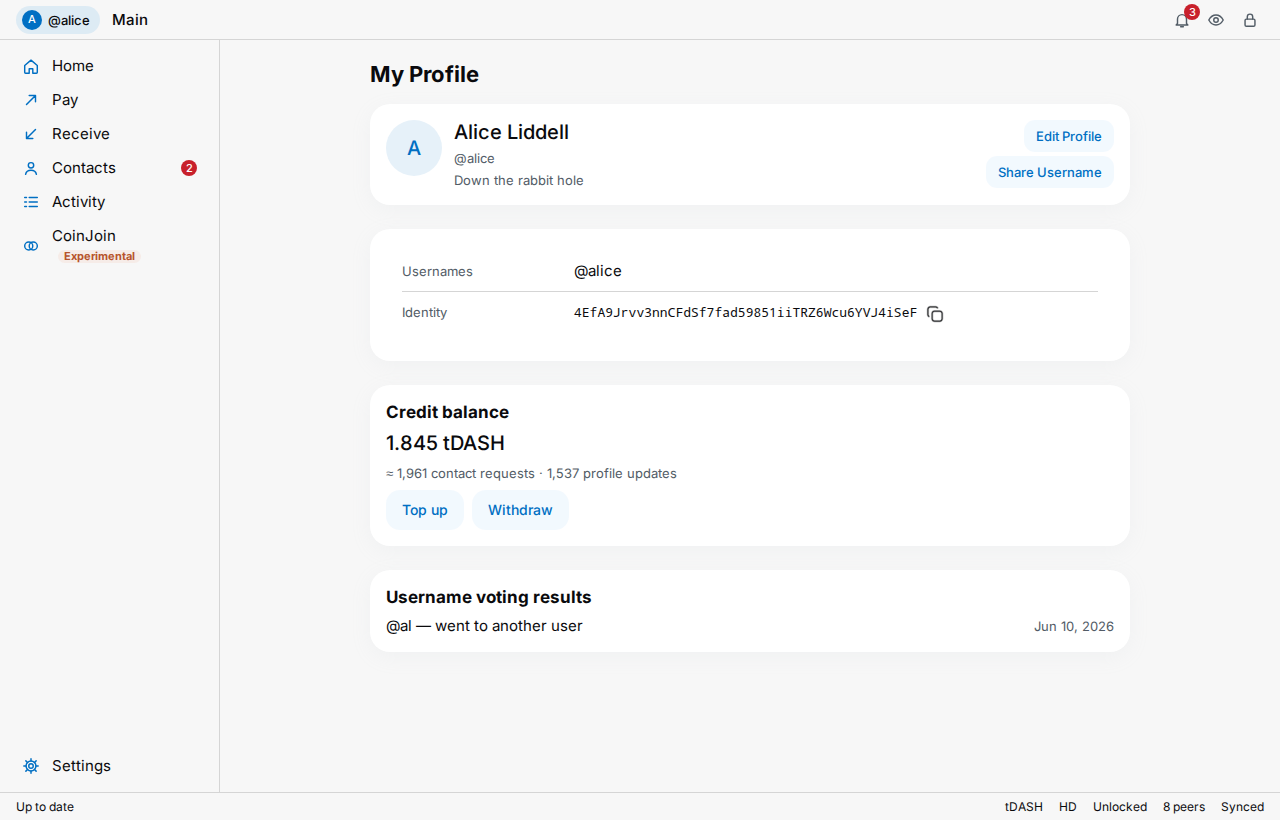 A @alice Main 3
Home
Pay
Receive
Contacts 2
Activity
CoinJoin
Experimental
Settings
My Profile
A
Alice Liddell
@alice
Down the rabbit hole
Edit Profile
Share Username
Usernames @alice
Identity 4EfA9Jrvv3nnCFdSf7fad59851iiTRZ6Wcu6YVJ4iSeF
Credit balance
1.845 tDASH
≈ 1,961 contact requests · 1,537 profile updates
Top up Withdraw
Username voting results
@al — went to another user Jun 10, 2026
Up to date tDASH HD Unlocked 8 peers Synced